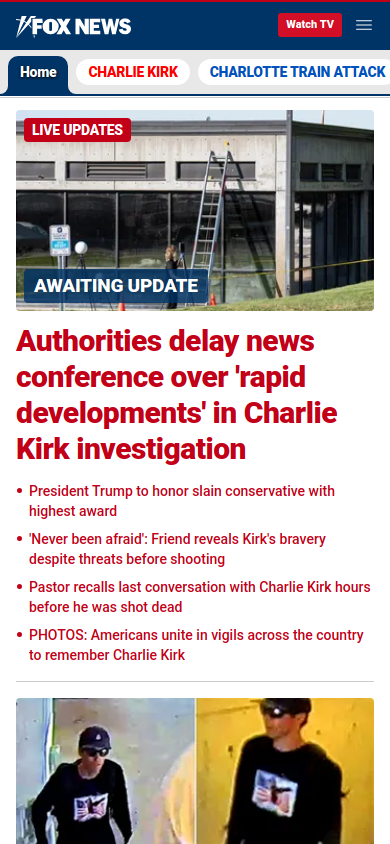 FOX NEWS
Watch TV
Home
CHARLIE KIRK
CHARLOTTE TRAIN ATTACK
LIVE UPDATES
AWAITING UPDATE
Authorities delay news
conference over 'rapid
developments' in Charlie
Kirk investigation
President Trump to honor slain conservative with
highest award
'Never been afraid': Friend reveals Kirk's bravery
despite threats before shooting
Pastor recalls last conversation with Charlie Kirk hours
before he was shot dead
PHOTOS: Americans unite in vigils across the country
to remember Charlie Kirk